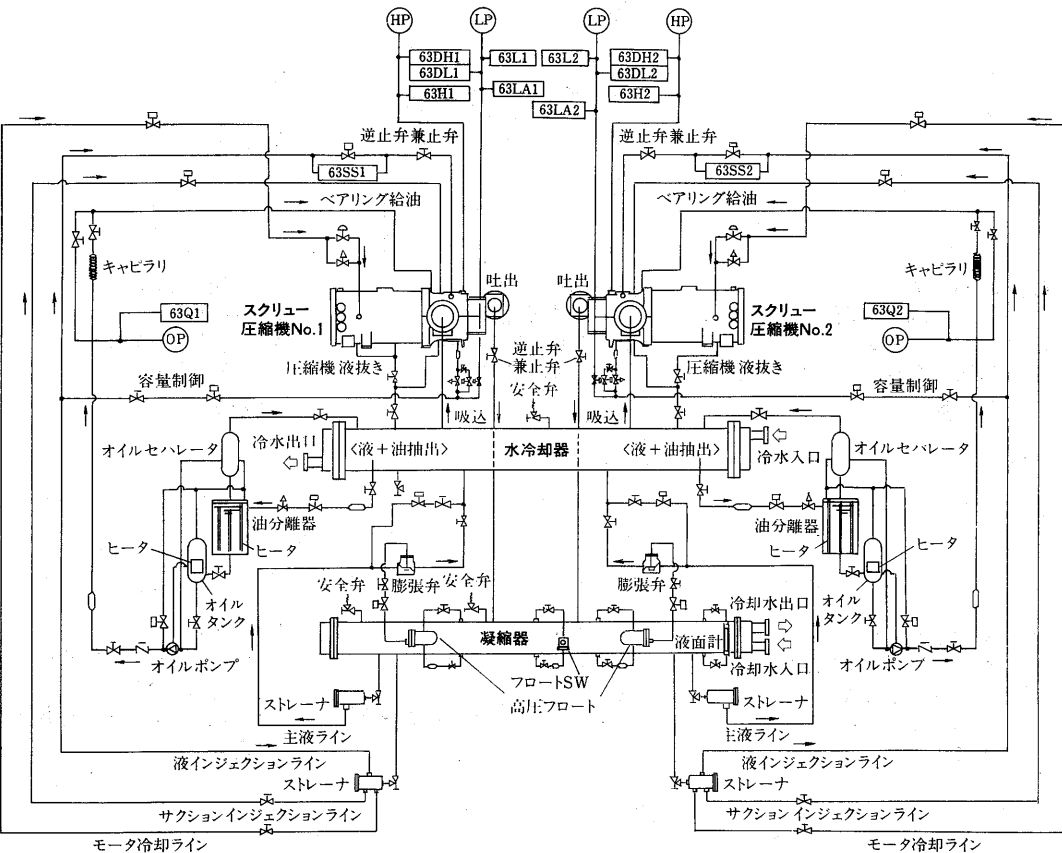 HP
LP
LP
HP
63DH1
63L1
63L2
63DH2
63DL1
63DL2
63H1
63LA1
63H2
63LA2
逆止弁兼止弁
逆止弁兼止弁
63SS1
63SS2
ベアリング給油
ベアリング給油
キャピラリ
キャピラリ
吐出
吐出
スクリュー
圧縮機No.1
スクリュー
圧縮機No.2
63Q1
63Q2
OP
OP
圧縮機液抜き
逆止弁
兼止弁
圧縮機液抜き
容量制御
安全弁
容量制御
吸込
吸込
オイルセパレータ
冷水出口
〈液+油抽出〉
水冷却器
〈液+油抽出〉
冷水入口
オイルセパレータ
油分離器
油分離器
ヒータ
ヒータ
ヒータ
ヒータ
オイル
タンク
安全弁
膨張弁
安全弁
膨張弁
冷却水出口
オイル
タンク
凝縮器
液面計
オイルポンプ
冷却水入口
オイルポンプ
フロートSW
高圧フロート
ストレーナ
ストレーナ
主液ライン
主液ライン
液インジェクションライン
液インジェクションライン
ストレーナ
ストレーナ
サクションインジェクションライン
サクションインジェクションライン
モータ冷却ライン
モータ冷却ライン